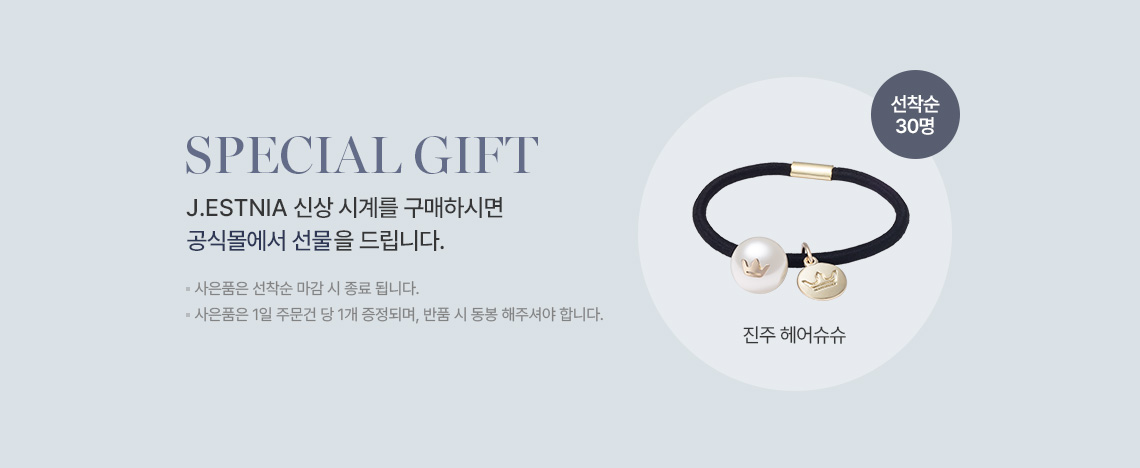 SPECIAL GIFT
J.ESTNIA 신상 시계를 구매하시면
공식몰에서 선물을 드립니다.
▫ 사은품은 선착순 마감 시 종료 됩니다.
▫ 사은품은 1일 주문건 당 1개 증정되며, 반품 시 동봉 해주셔야 합니다.
선착순
30명
진주 헤어슈슈